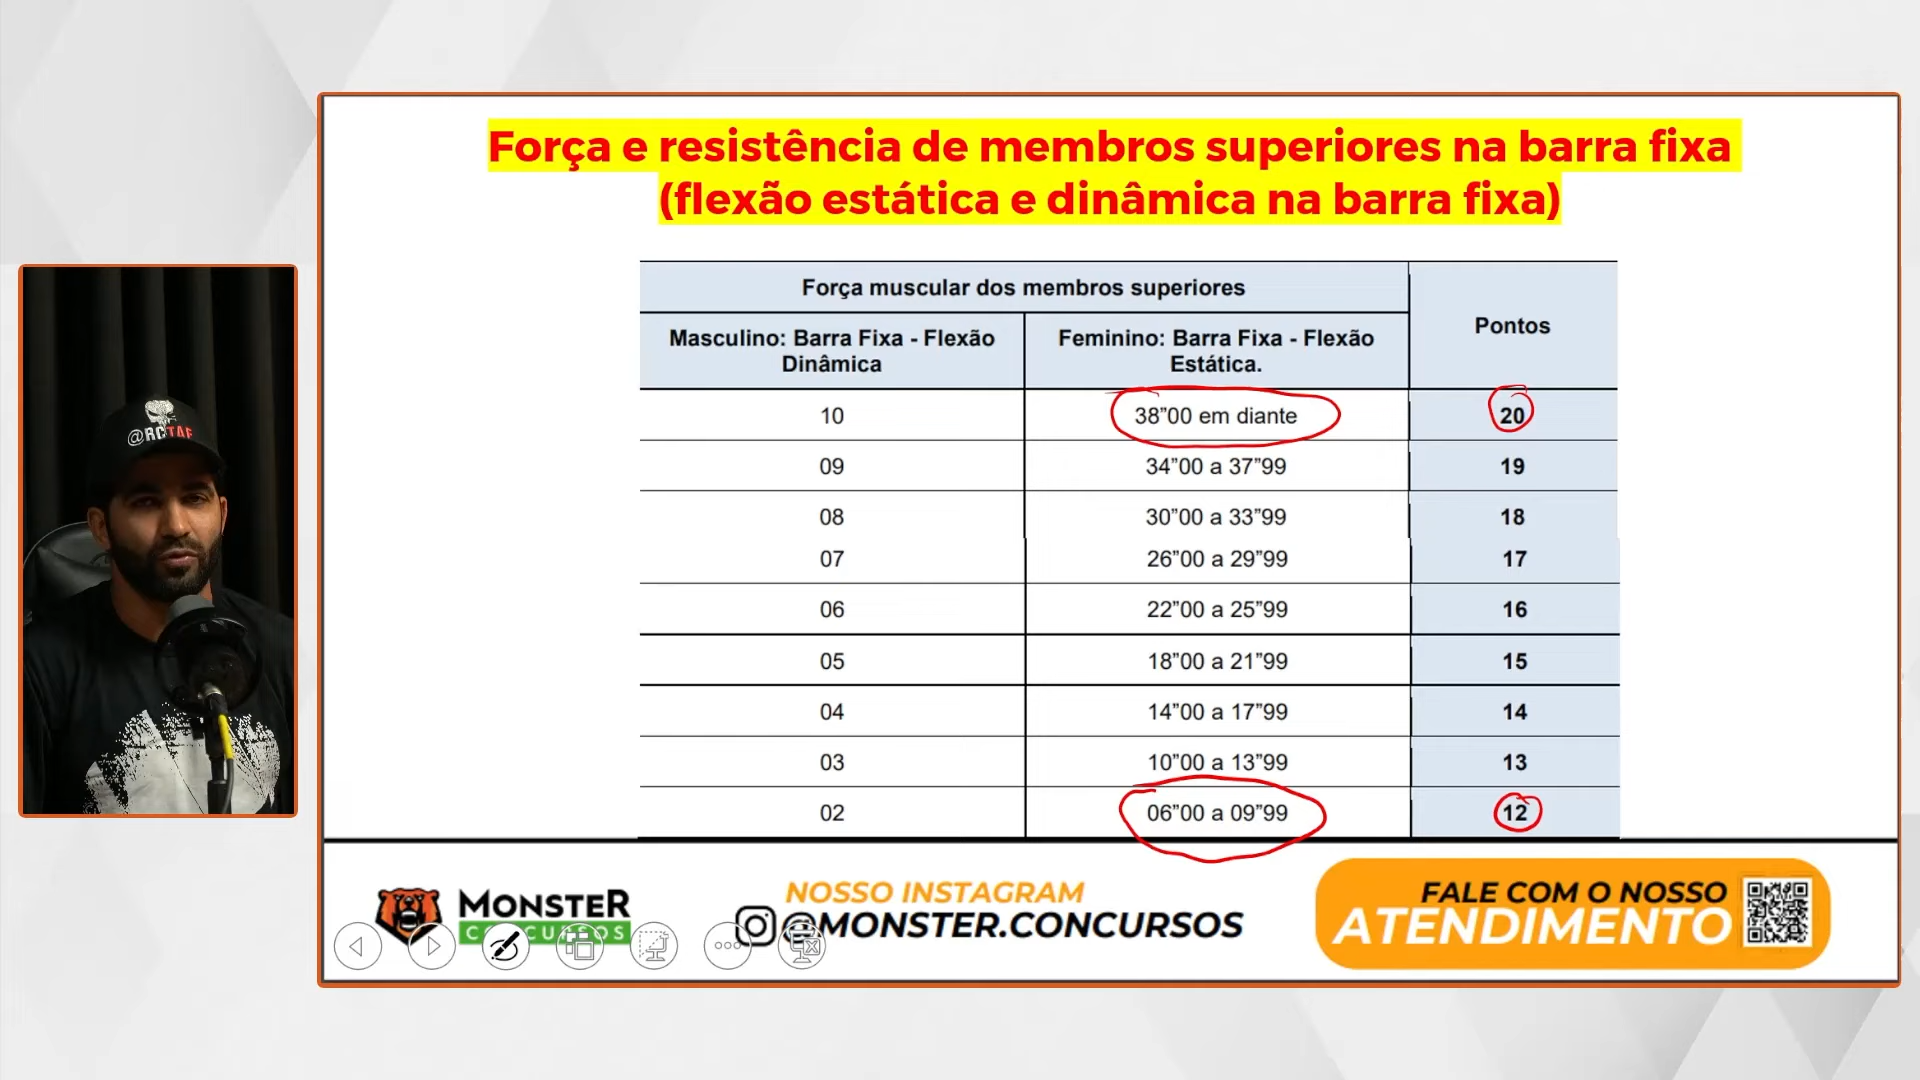 Força e resistência de membros superiores na barra fixa
(flexão estática e dinâmica na barra fixa)
Força muscular dos membros superiores
Pontos
Masculino: Barra Fixa - Flexão
Dinâmica
Feminino: Barra Fixa - Flexão
Estática.
10 38”00 em diante 20
09 34”00 a 37”99 19
08 30”00 a 33”99 18
07 26”00 a 29”99 17
06 22”00 a 25”99 16
05 18”00 a 21”99 15
04 14”00 a 17”99 14
03 10”00 a 13”99 13
02 06”00 a 09”99 12
@RCTAF
MONSTER
CONCURSOS
NOSSO INSTAGRAM
@MONSTER.CONCURSOS
FALE COM O NOSSO
ATENDIMENTO